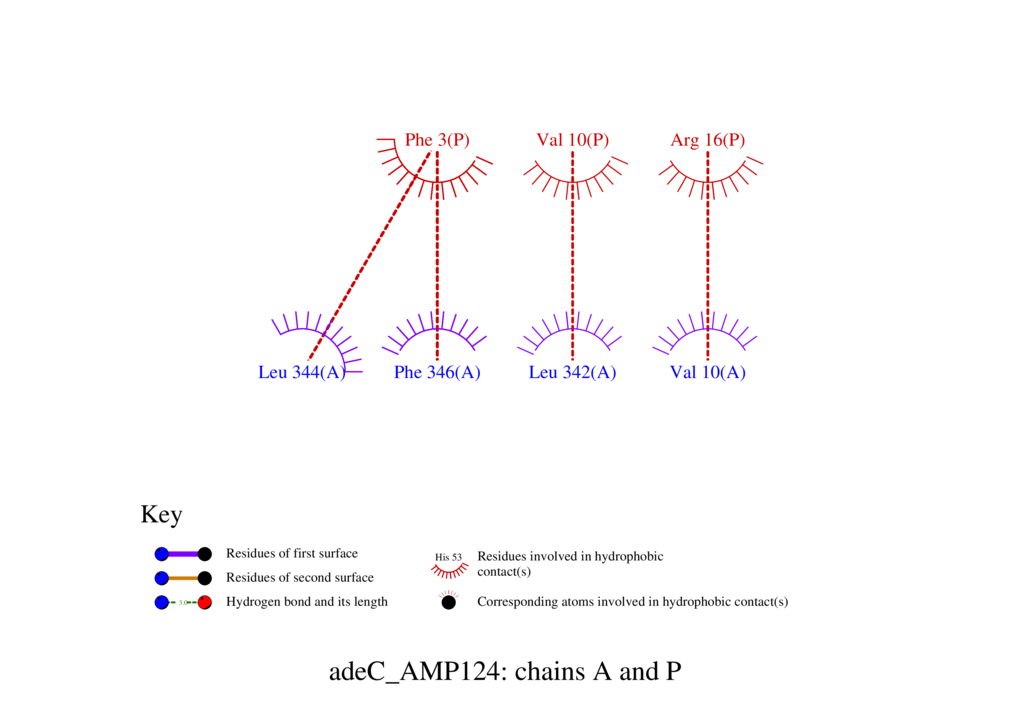 Phe 3(P) Val 10(P) Arg 16(P)
Leu 344(A) Phe 346(A) Leu 342(A) Val 10(A)
Key
Residues of first surface
Residues of second surface
3.0
Hydrogen bond and its length
His 53
Residues involved in hydrophobic
contact(s)
Corresponding atoms involved in hydrophobic contact(s)
adeC_AMP124: chains A and P